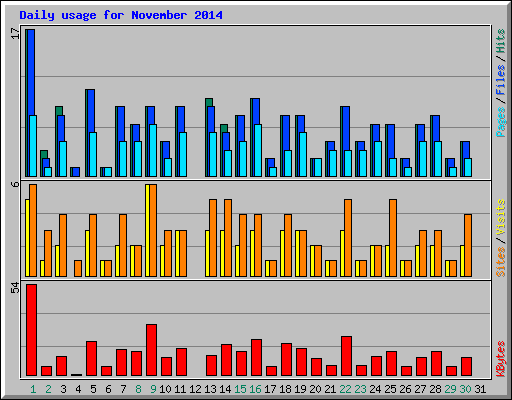 Daily usage for November 2014
17
Pages / Files / Hits
6
Sites / Visits
54
KBytes
1 2 3 4 5 6 7 8 9 10 11 12 13 14 15 16 17 18 19 20 21 22 23 24 25 26 27 28 29 30 31